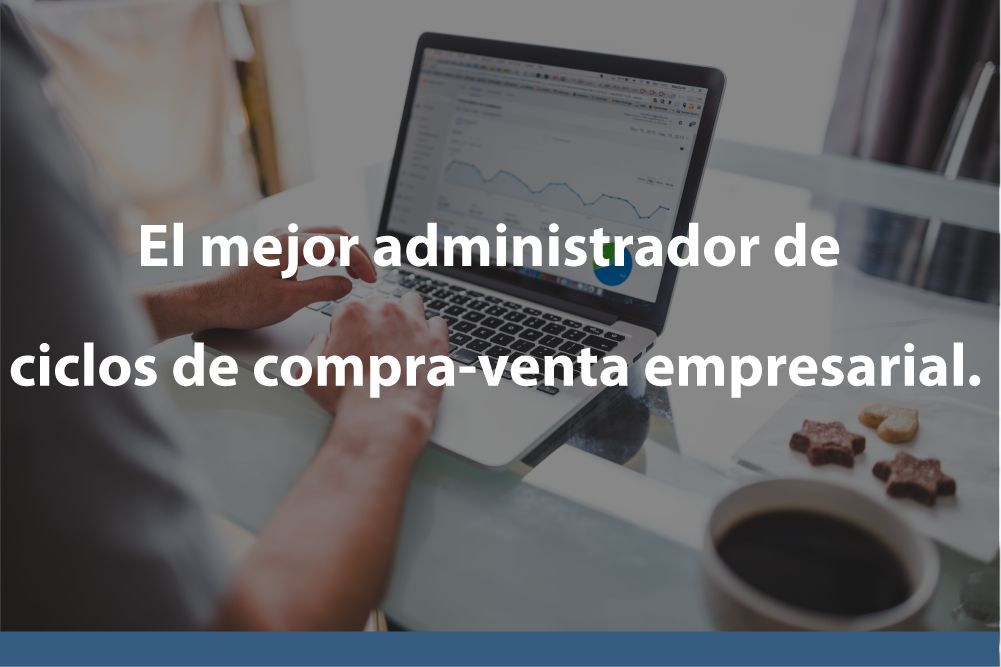 El mejor administrador de
ciclos de compra-venta empresarial.